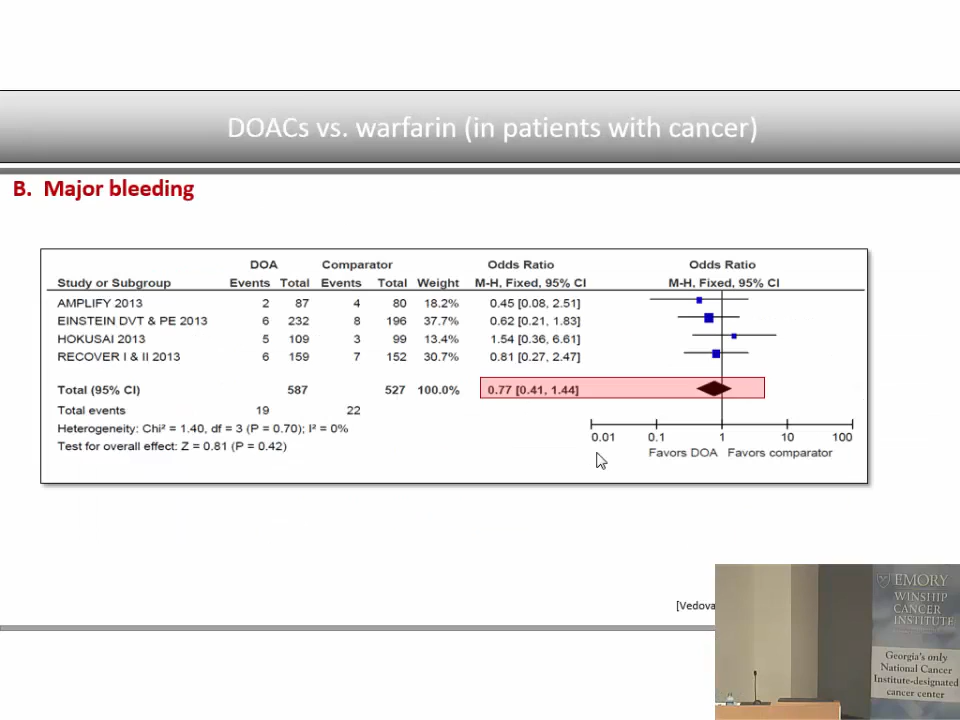 DOACs vs. warfarin (in patients with cancer)
B. Major bleeding
DOA Comparator Odds Ratio Odds Ratio
Study or Subgroup Events Total Events Total Weight M-H, Fixed, 95% CI M-H, Fixed, 95% CI
AMPLIFY 2013 2 87 4 80 18.2% 0.45 [0.08, 2.51]
EINSTEIN DVT & PE 2013 6 232 8 196 37.7% 0.62 [0.21, 1.83]
HOKUSAI 2013 5 109 3 99 13.4% 1.54 [0.36, 6.61]
RECOVER I & II 2013 6 159 7 152 30.7% 0.81 [0.27, 2.47]
Total (95% CI) 587 527 100.0% 0.77 [0.41, 1.44]
Total events 19 22
Heterogeneity: Chi² = 1.40, df = 3 (P = 0.70); I² = 0%
Test for overall effect: Z = 0.81 (P = 0.42)
0.01 0.1 1 10 100
Favors DOA Favors comparator
[Vedova
EMORY
WINSHIP
CANCER
INSTITUTE
Georgia's only
National Cancer
Institute-designated
cancer center